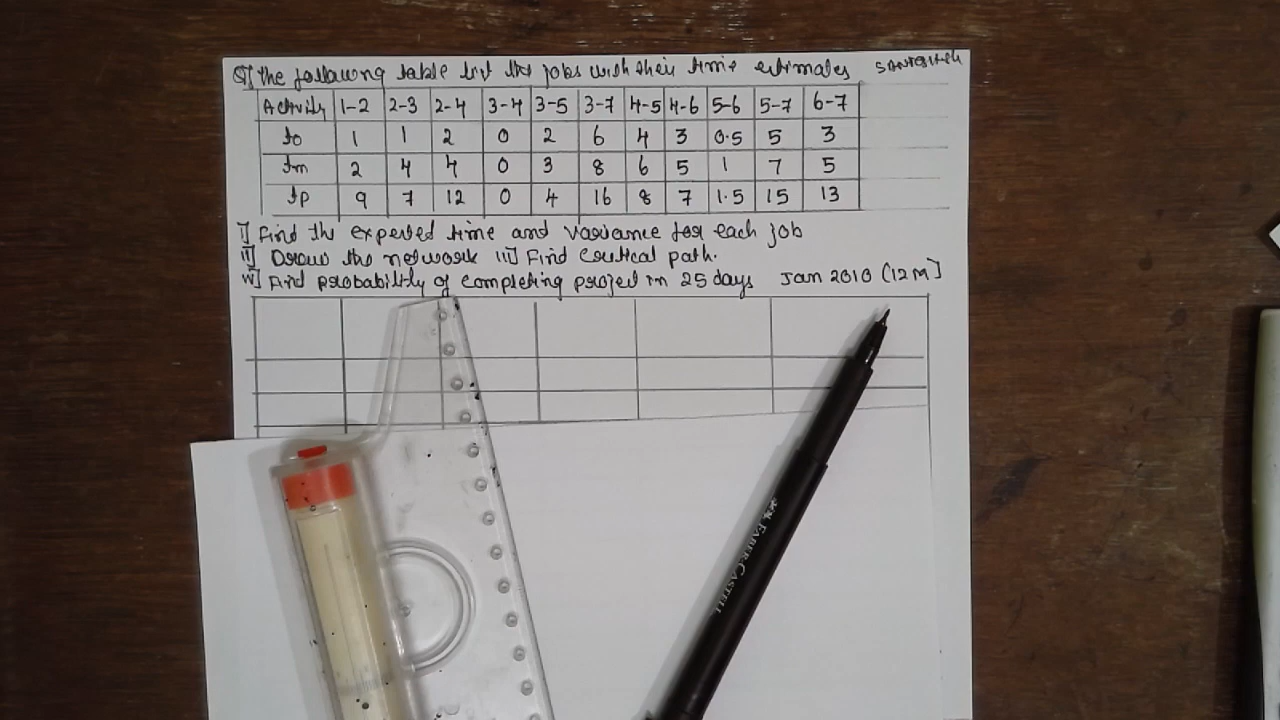 Q] the following table list the jobs with their time estimates SANTOSH
Activity 1-2 2-3 2-4 3-4 3-5 3-7 4-5 4-6 5-6 5-7 6-7
to 1 1 2 0 2 6 4 3 0.5 5 3
tm 2 4 4 0 3 8 6 5 1 7 5
tp 9 7 12 0 4 16 8 7 1.5 15 13
i] Find the expected time and variance for each job
ii] Draw the network iii] Find critical path.
iv] Find probability of completing project in 25 days Jan 2010 (12M]
FABER-CASTELL